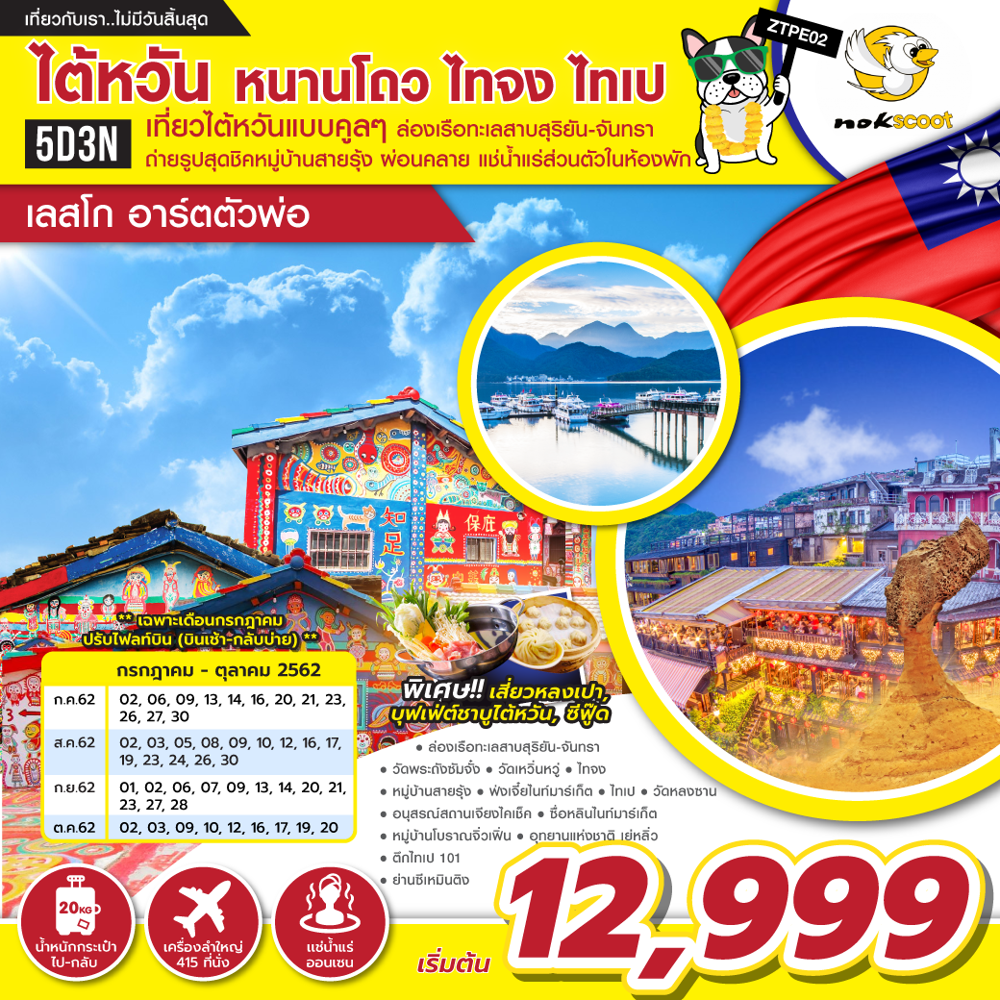 เที่ยวกับเรา..ไม่มีวันสิ้นสุด
ZTPE02
nokscoot
ไต้หวัน หนานโถว ไทจง ไทเป
5D3N
เที่ยวไต้หวันแบบคูลๆ ล่องเรือทะเลสาบสุริยัน-จันทรา
ถ่ายรูปสุดชิคหมู่บ้านสายรุ้ง ผ่อนคลาย แช่น้ำแร่ส่วนตัวในห้องพัก
เลสโก อาร์ตตัวพ่อ
知足
保庇
** เฉพาะเดือนกรกฎาคม
ปรับไฟลท์บิน (บินเช้า-กลับบ่าย) **
กรกฎาคม - ตุลาคม 2562
ก.ค.62 02, 06, 09, 13, 14, 16, 20, 21, 23,
26, 27, 30
ส.ค.62 02, 03, 05, 08, 09, 10, 12, 16, 17,
19, 23, 24, 26, 30
ก.ย.62 01, 02, 06, 07, 09, 13, 14, 20, 21,
23, 27, 28
ต.ค.62 02, 03, 09, 10, 12, 16, 17, 19, 20
พิเศษ!! เสี่ยวหลงเปา,
บุฟเฟ่ต์ชาบูไต้หวัน, ซีฟู๊ด
● ล่องเรือทะเลสาบสุริยัน-จันทรา
● วัดพระถังซัมจั๋ง ● วัดเหวิ่นหวู่ ● ไทจง
● หมู่บ้านสายรุ้ง ● ฟงเจี๋ยไนท์มาร์เก็ต ● ไทเป ● วัดหลงซาน
● อนุสรณ์สถานเจียงไคเช็ค ● ซื่อหลินไนท์มาร์เก็ต
● หมู่บ้านโบราณจิ่วเฟิ่น ● อุทยานแห่งชาติ เย่หลิ่ว
● ตึกไทเป 101
● ย่านซีเหมินติง
20KG
น้ำหนักกระเป๋า
ไป-กลับ
เครื่องลำใหญ่
415 ที่นั่ง
แช่น้ำแร่
ออนเซน
เริ่มต้น 12,999